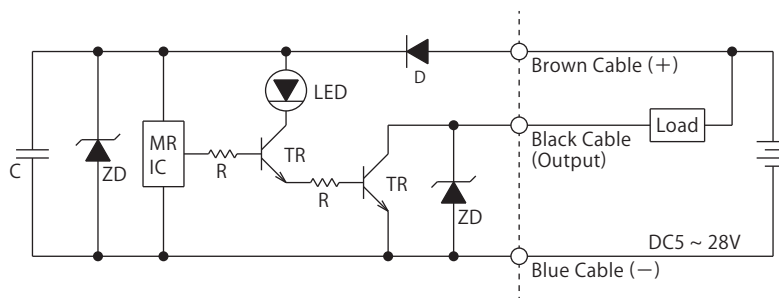 D
Brown Cable (+)
LED
Black Cable
(Output)
Load
MR
IC
C
ZD
R
TR
R
TR
ZD
DC5 ~ 28V
Blue Cable (−)